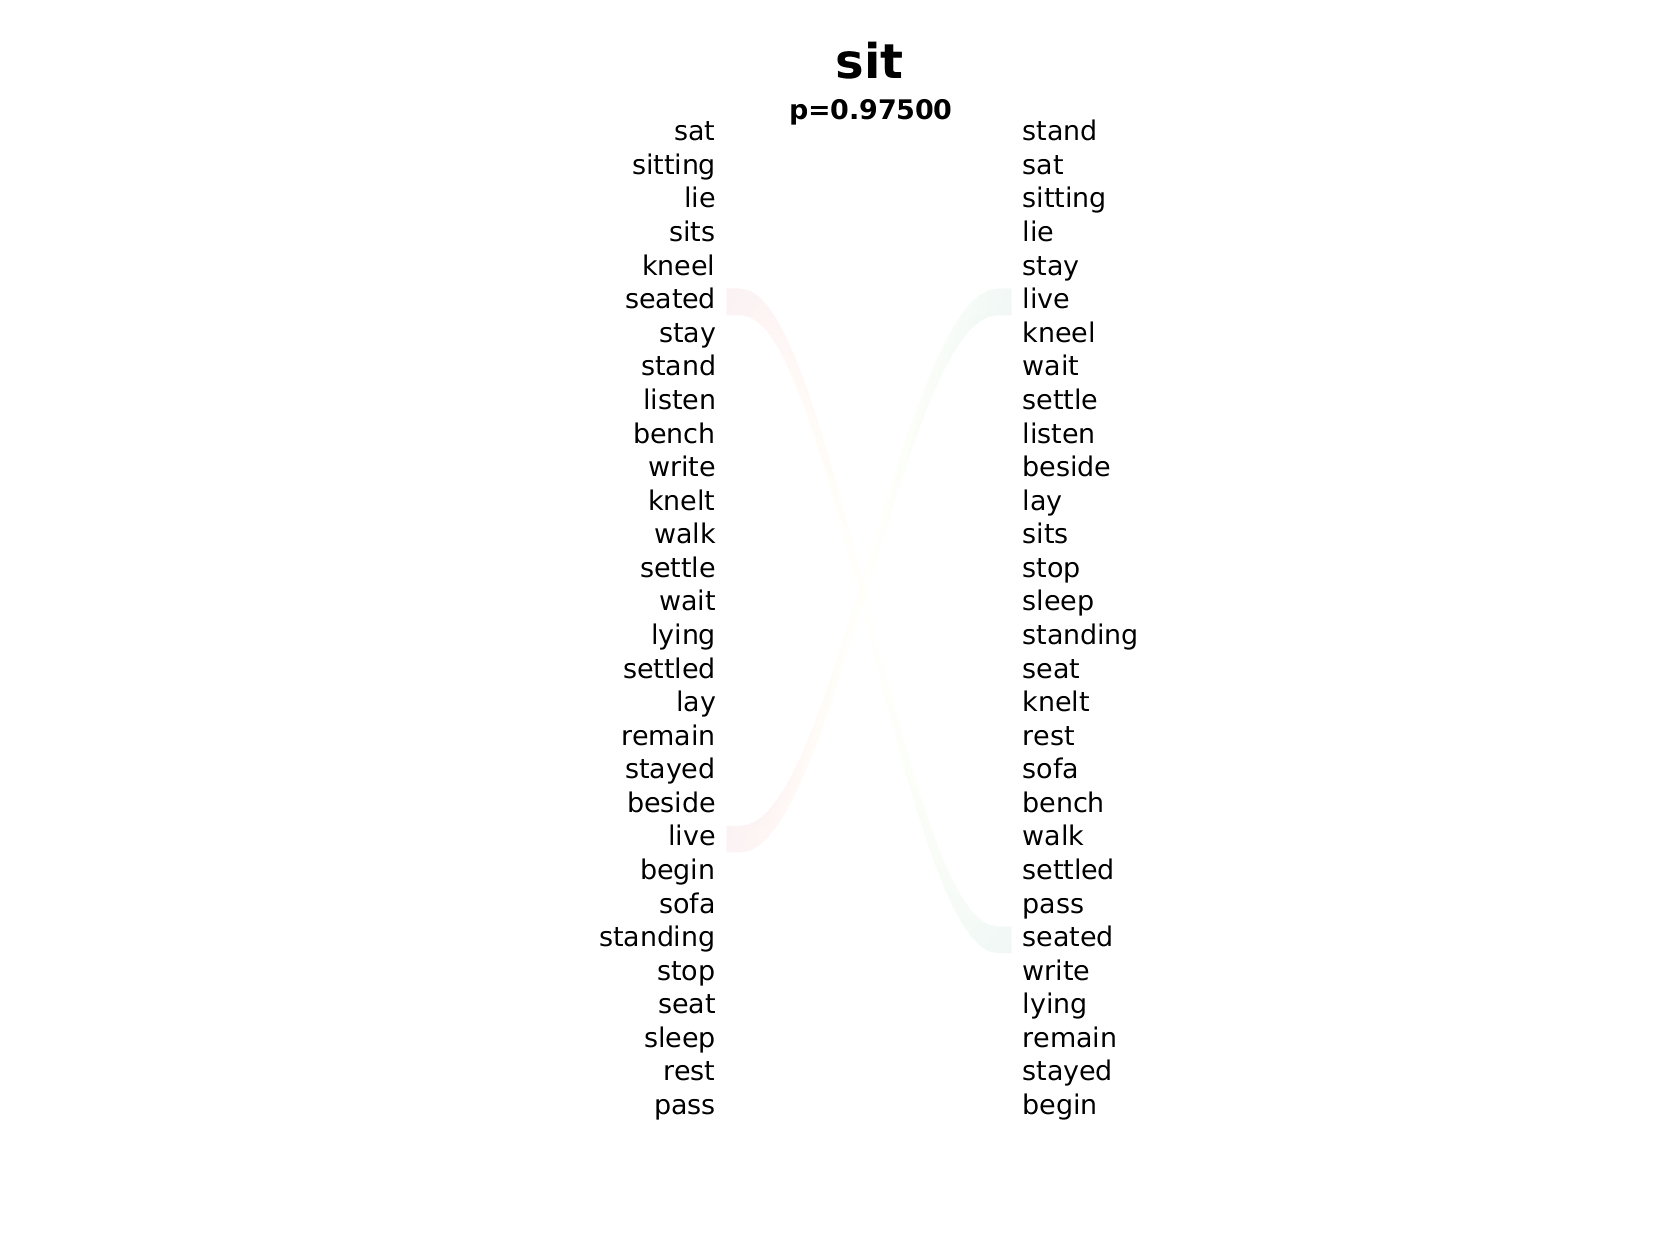 sit
p=0.97500
sat stand
sitting sat
lie sitting
sits lie
kneel stay
seated live
stay kneel
stand wait
listen settle
bench listen
write beside
knelt lay
walk sits
settle stop
wait sleep
lying standing
settled seat
lay knelt
remain rest
stayed sofa
beside bench
live walk
begin settled
sofa pass
standing seated
stop write
seat lying
sleep remain
rest stayed
pass begin